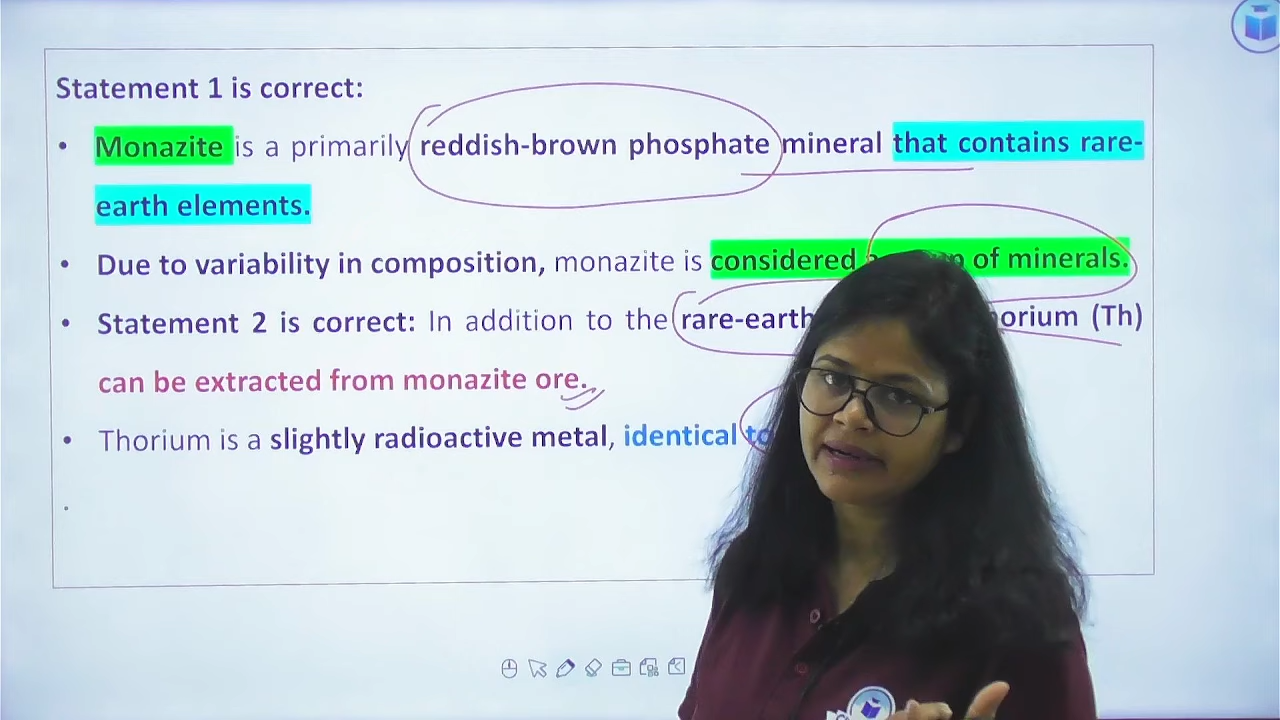 Statement 1 is correct:
• Monazite is a primarily reddish-brown phosphate mineral that contains rare-
earth elements.
• Due to variability in composition, monazite is considered of minerals.
• Statement 2 is correct: In addition to the rare-earth (Th)
can be extracted from monazite ore.
• Thorium is a slightly radioactive metal, identical to